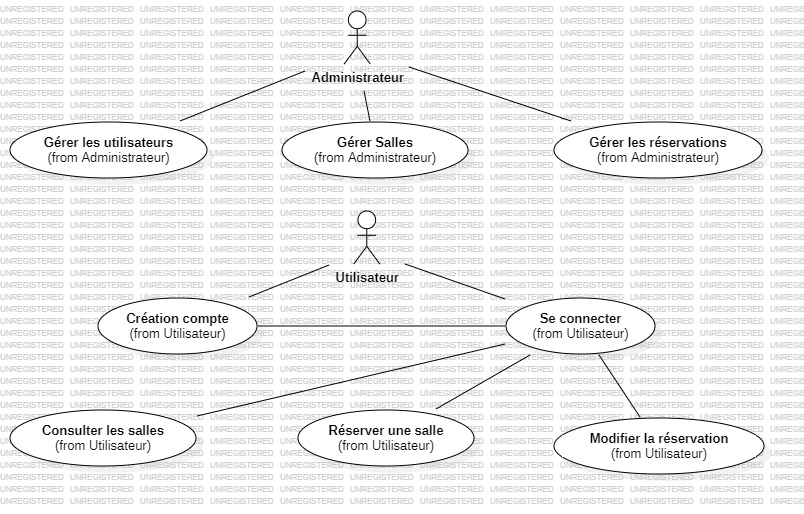 Administrateur
Gérer les utilisateurs
(from Administrateur)
Gérer Salles
(from Administrateur)
Gérer les réservations
(from Administrateur)
Utilisateur
Création compte
(from Utilisateur)
Se connecter
(from Utilisateur)
Consulter les salles
(from Utilisateur)
Réserver une salle
(from Utilisateur)
Modifier la réservation
(from Utilisateur)
UNREGISTERED